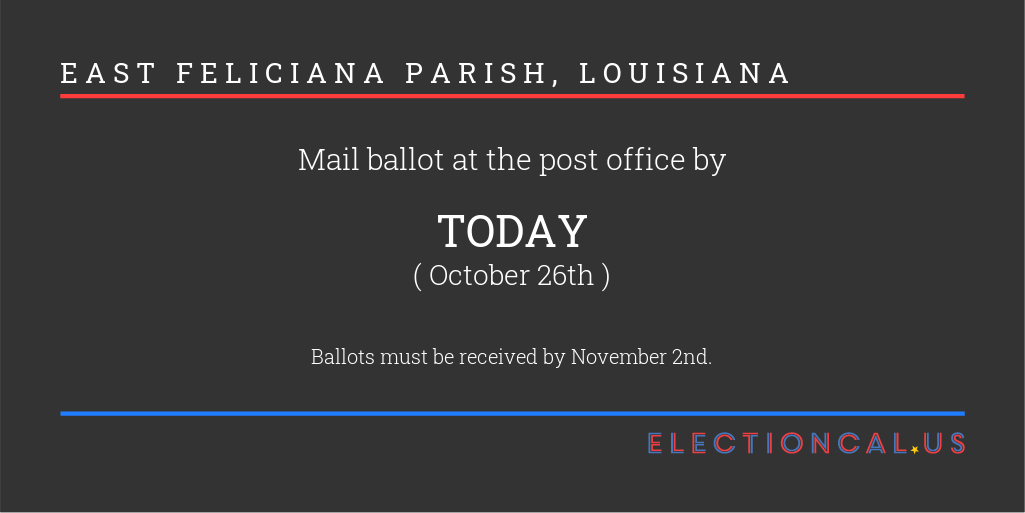 EAST FELICIANA PARISH, LOUISIANA
Mail ballot at the post office by
TODAY
( October 26th )
Ballots must be received by November 2nd.
ELECTIONCAL.US